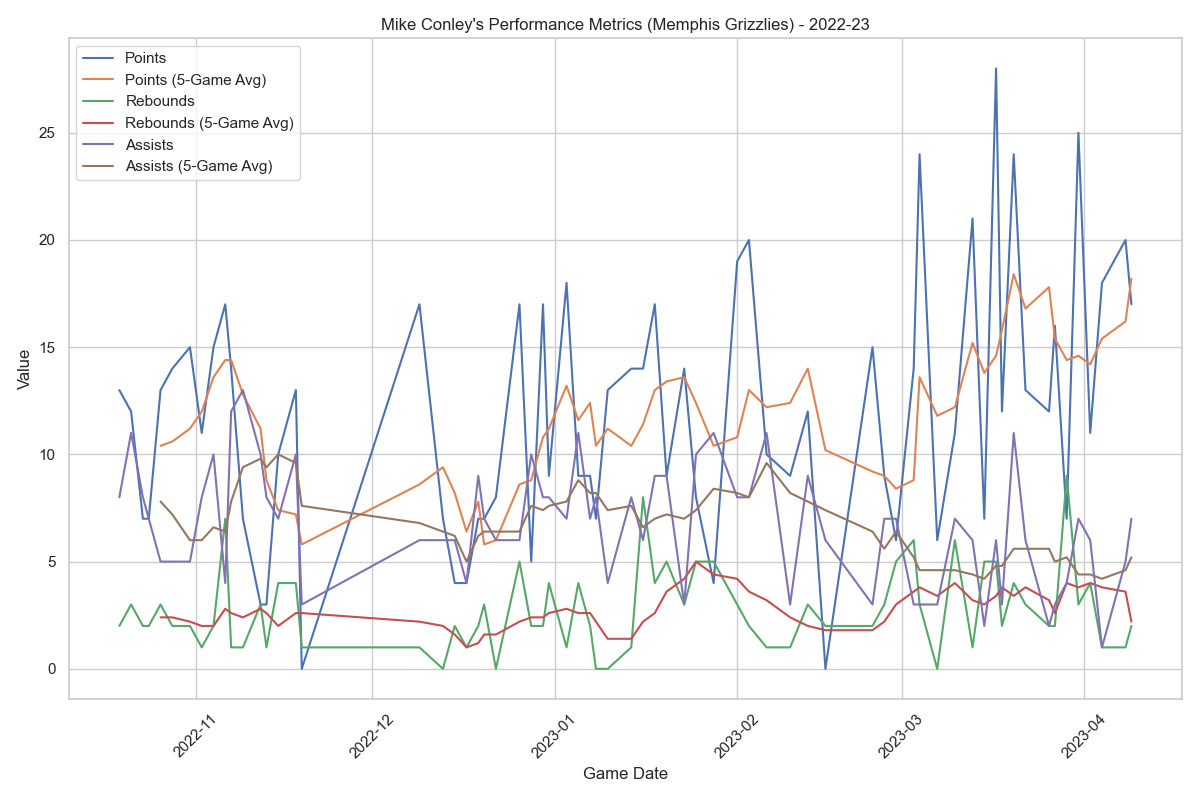 Mike Conley's Performance Metrics (Memphis Grizzlies) - 2022-23
Points
Points (5-Game Avg)
Rebounds
Rebounds (5-Game Avg)
Assists
Assists (5-Game Avg)
25
20
15
10
5
0
Value
2022-11
2022-12
2023-01
2023-02
2023-03
2023-04
Game Date